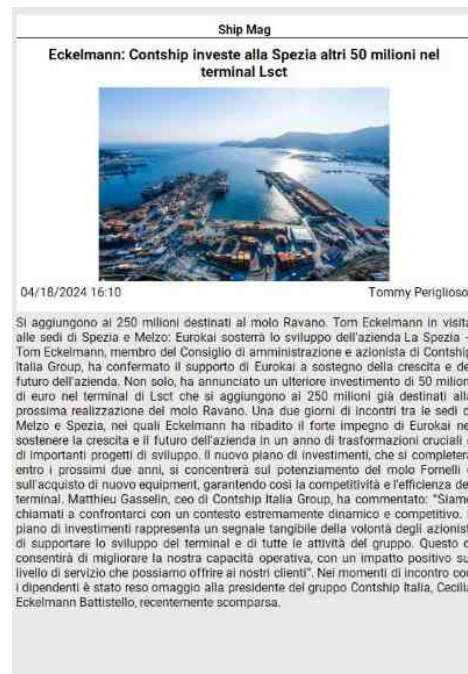 Ship Mag
Eckelmann: Contship investe alla Spezia altri 50 milioni nel
terminal Lsct
04/18/2024 16:10
Tommy Periglioso
Si aggiungono ai 250 milioni destinati al molo Ravano. Tom Eckelmann in visita
alle sedi di Spezia e Melzo: Eurokai sosterrà lo sviluppo dell'azienda La Spezia -
Tom Eckelmann, membro del Consiglio di amministrazione e azionista di Contship
Italia Group, ha confermato il supporto di Eurokai a sostegno della crescita e del
futuro dell'azienda. Non solo, ha annunciato un ulteriore investimento di 50 milion
di euro nel terminal di Lsct che si aggiungono ai 250 milioni già destinati alla
prossima realizzazione del molo Ravano. Una due giorni di incontri tra le sedi d
Melzo e Spezia, nei quali Eckelmann ha ribadito il forte impegno di Eurokai ne
sostenere la crescita e il futuro dell'azienda in un anno di trasformazioni cruciali e
di importanti progetti di sviluppo. Il nuovo piano di investimenti, che si completerà
entro i prossimi due anni, si concentrerà sul potenziamento del molo Fornelli e
sull'acquisto di nuovo equipment, garantendo così la competitività e l'efficienza de
terminal. Matthieu Gasselin, ceo di Contship Italia Group, ha commentato: "Siamo
chiamati a confrontarci con un contesto estremamente dinamico e competitivo. I
piano di investimenti rappresenta un segnale tangibile della volontà degli azionist
di supportare lo sviluppo del terminal e di tutte le attività del gruppo. Questo c
consentirà di migliorare la nostra capacità operativa, con un impatto positivo su
livello di servizio che possiamo offrire ai nostri clienti". Nei momenti di incontro con
i dipendenti è stato reso omaggio alla presidente del gruppo Contship Italia, Cecilia
Eckelmann Battistello, recentemente scomparsa.